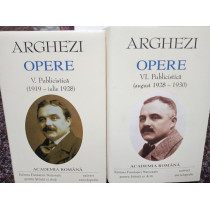 ARGHEZI
OPERE
V. Publicistică
(1919 – iulie 1928)
ACADEMIA ROMÂNĂ
ARGHEZI
OPERE
VI. Publicistică
(august 1928 – 1930)
ACADEMIA ROMÂNĂ